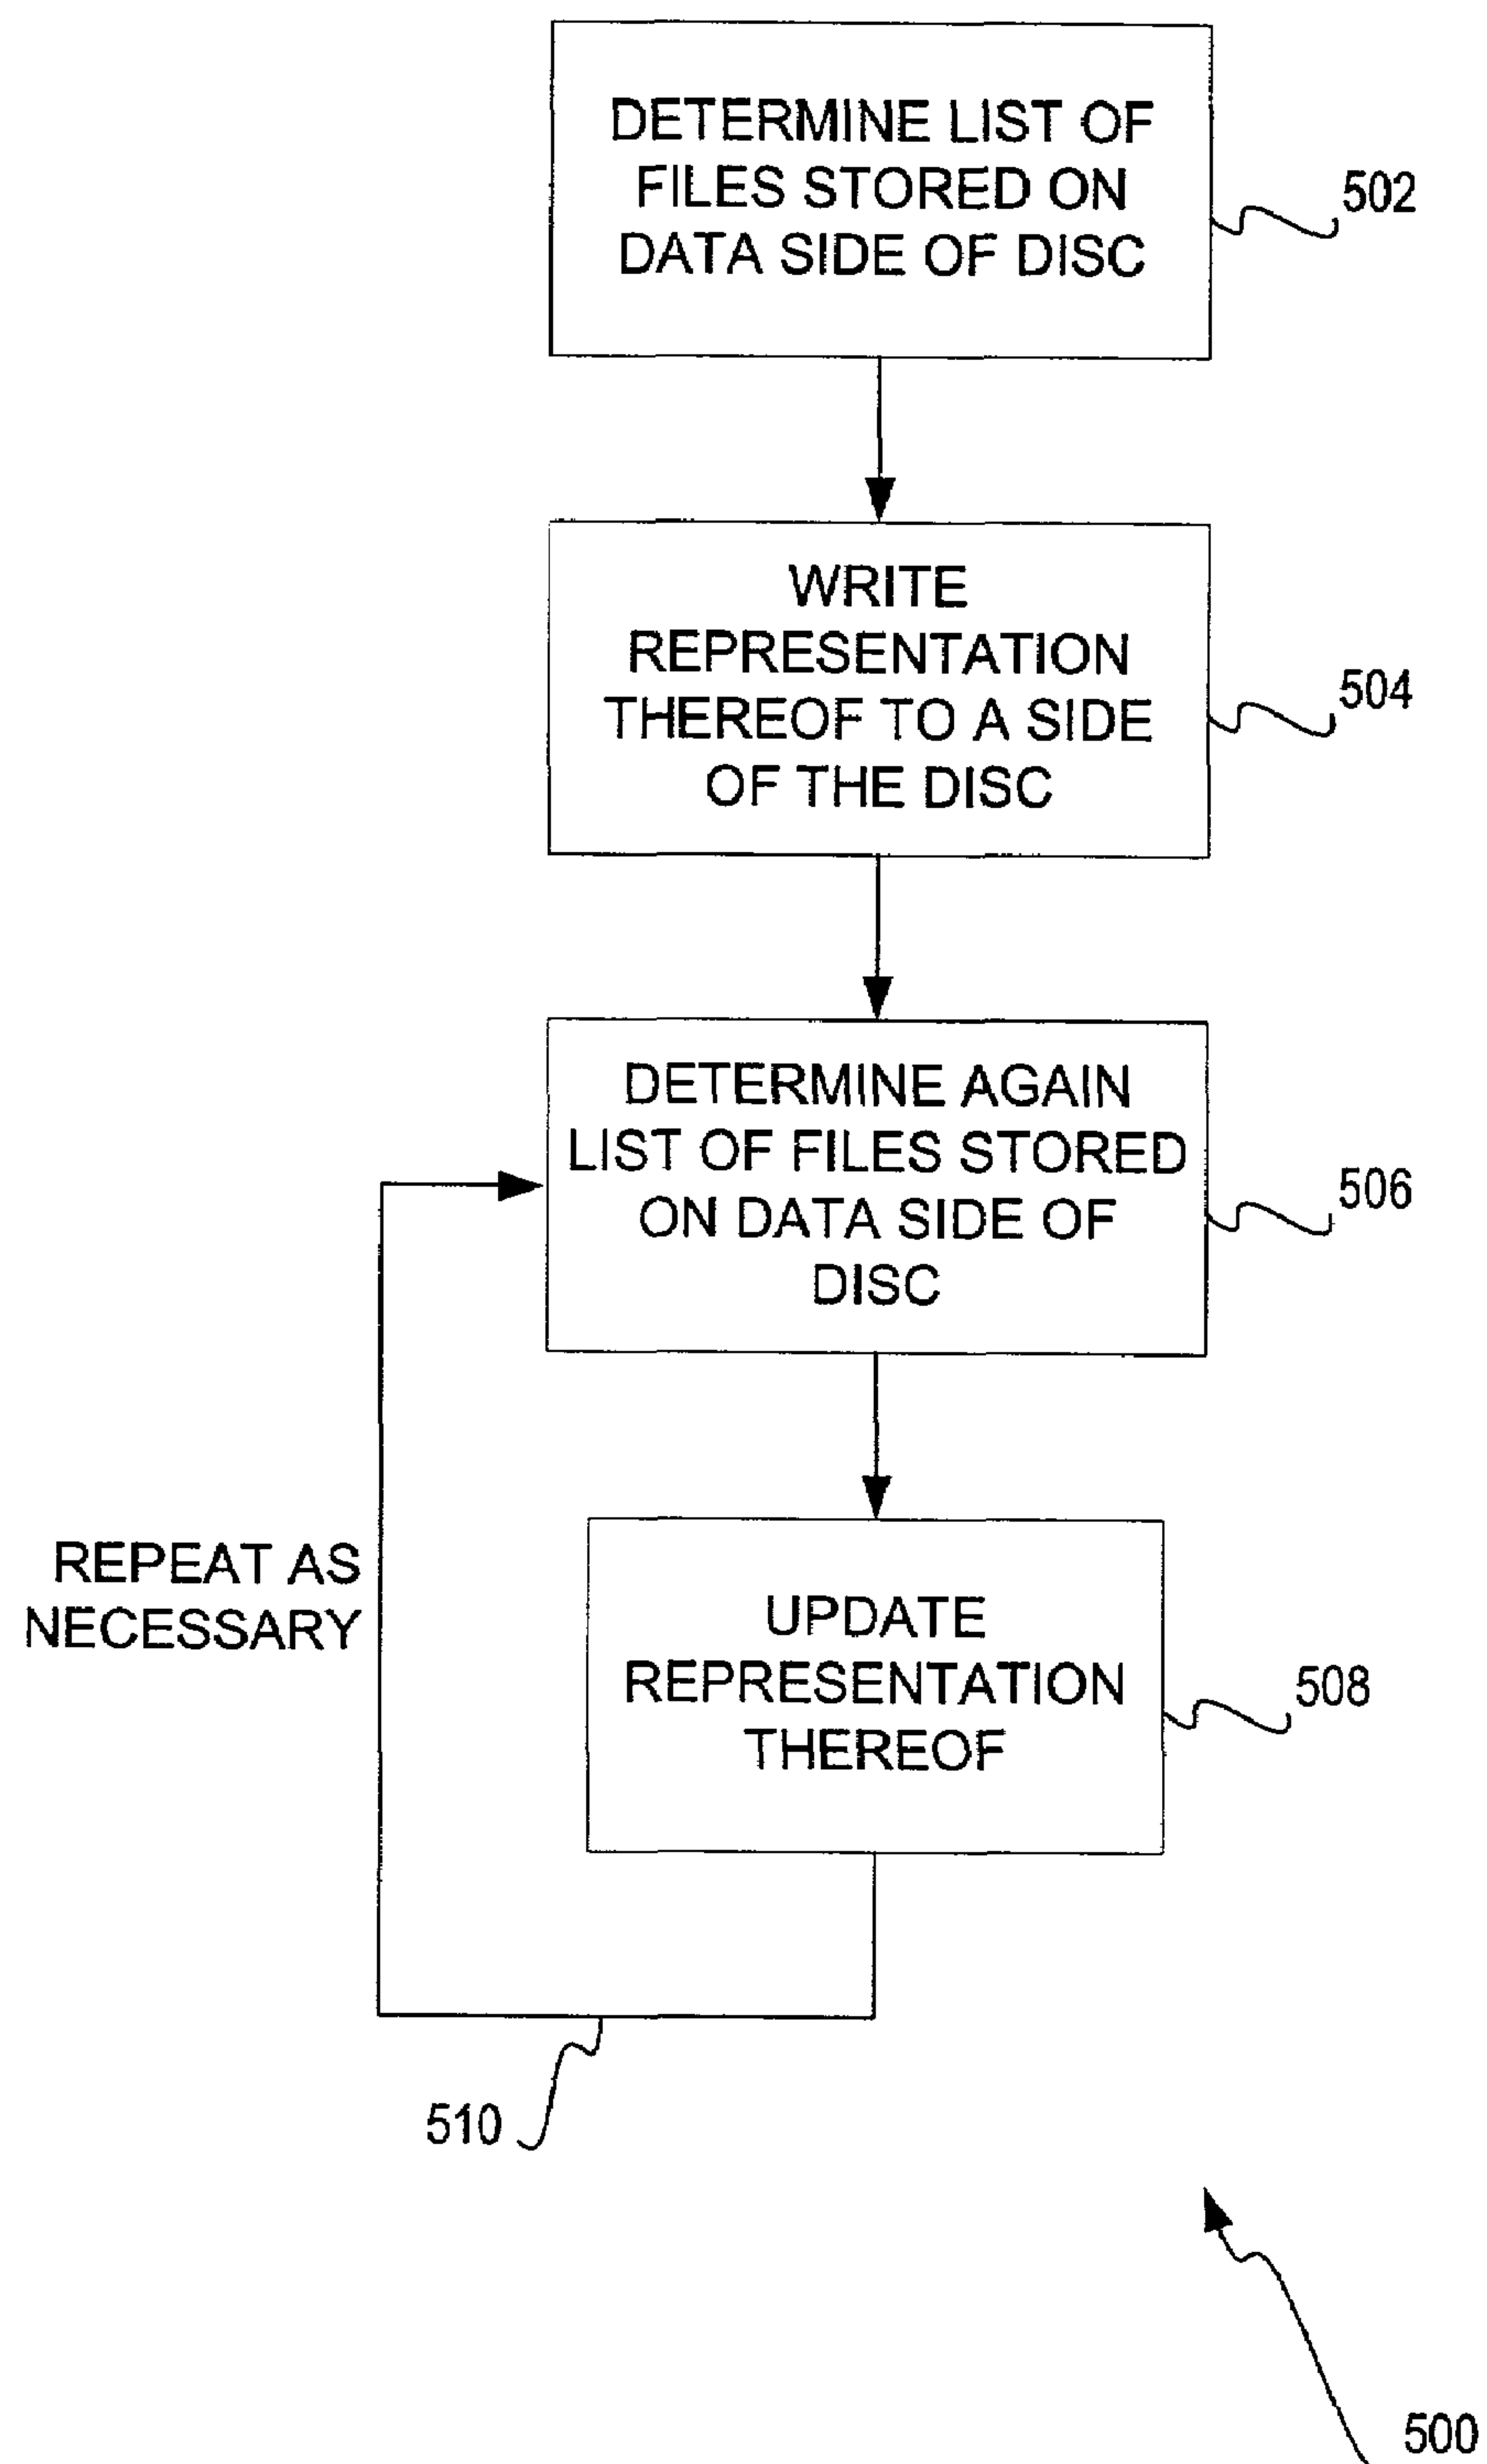 DETERMINE LIST OF
FILES STORED ON
DATA SIDE OF DISC
502
WRITE
REPRESENTATION
THEREOF TO A SIDE
OF THE DISC
504
DETERMINE AGAIN
LIST OF FILES STORED
ON DATA SIDE OF
DISC
506
REPEAT AS
NECESSARY
UPDATE
REPRESENTATION
THEREOF
508
510
500